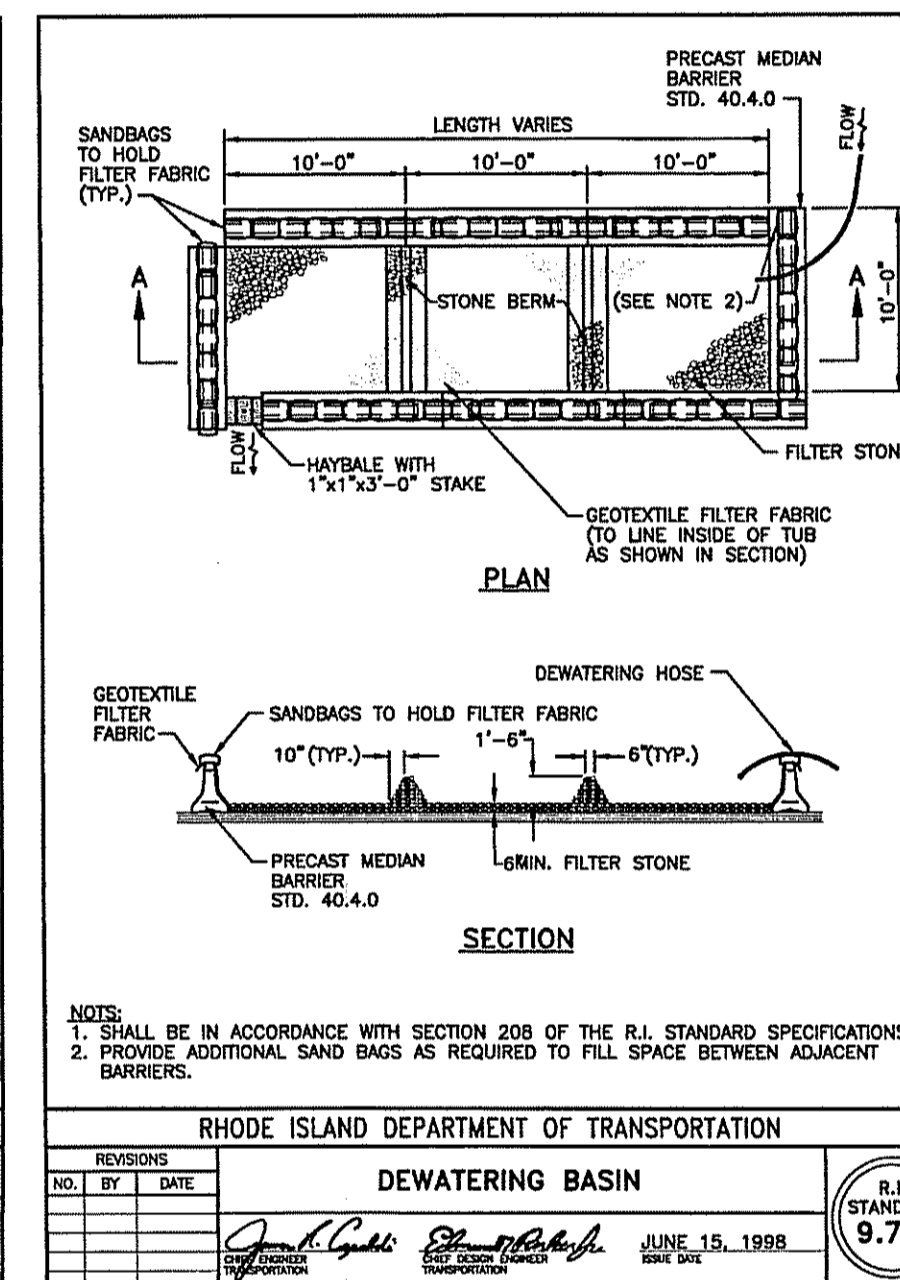 PRECAST MEDIAN
BARRIER
STD. 40.4.0
FLOW
SANDBAGS
TO HOLD
FILTER FABRIC
(TYP.)
LENGTH VARIES
10'-0"
10'-0"
10'-0"
A
STONE BERM
(SEE NOTE 2)
A
10'-0"
FLOW
HAYBALE WITH
1"x1"x3'-0" STAKE
FILTER STON
GEOTEXTILE FILTER FABRIC
(TO LINE INSIDE OF TUB
AS SHOWN IN SECTION)
PLAN
DEWATERING HOSE
GEOTEXTILE
FILTER
FABRIC
SANDBAGS TO HOLD FILTER FABRIC
10" (TYP.)
1'-6"
6"(TYP.)
PRECAST MEDIAN
BARRIER
STD. 40.4.0
6"MIN. FILTER STONE
SECTION
NOTS:
1. SHALL BE IN ACCORDANCE WITH SECTION 208 OF THE R.I. STANDARD SPECIFICATIONS
2. PROVIDE ADDITIONAL SAND BAGS AS REQUIRED TO FILL SPACE BETWEEN ADJACENT
BARRIERS.
RHODE ISLAND DEPARTMENT OF TRANSPORTATION
REVISIONS
NO. BY DATE
DEWATERING BASIN
CHIEF ENGINEER
TRANSPORTATION
CHIEF DESIGN ENGINEER
TRANSPORTATION
JUNE 15, 1998
ISSUE DATE
R.I
STAND
9.7